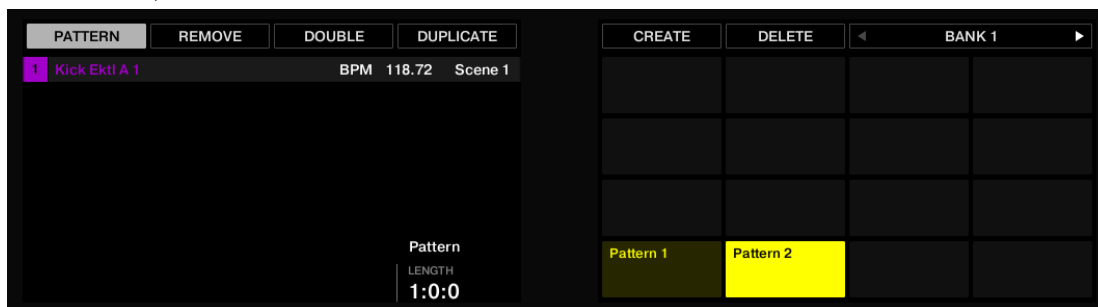 PATTERN REMOVE DOUBLE DUPLICATE CREATE DELETE BANK 1
1 Kick Ektl A 1 BPM 118.72 Scene 1
Pattern
LENGTH
1:0:0
Pattern 1 Pattern 2